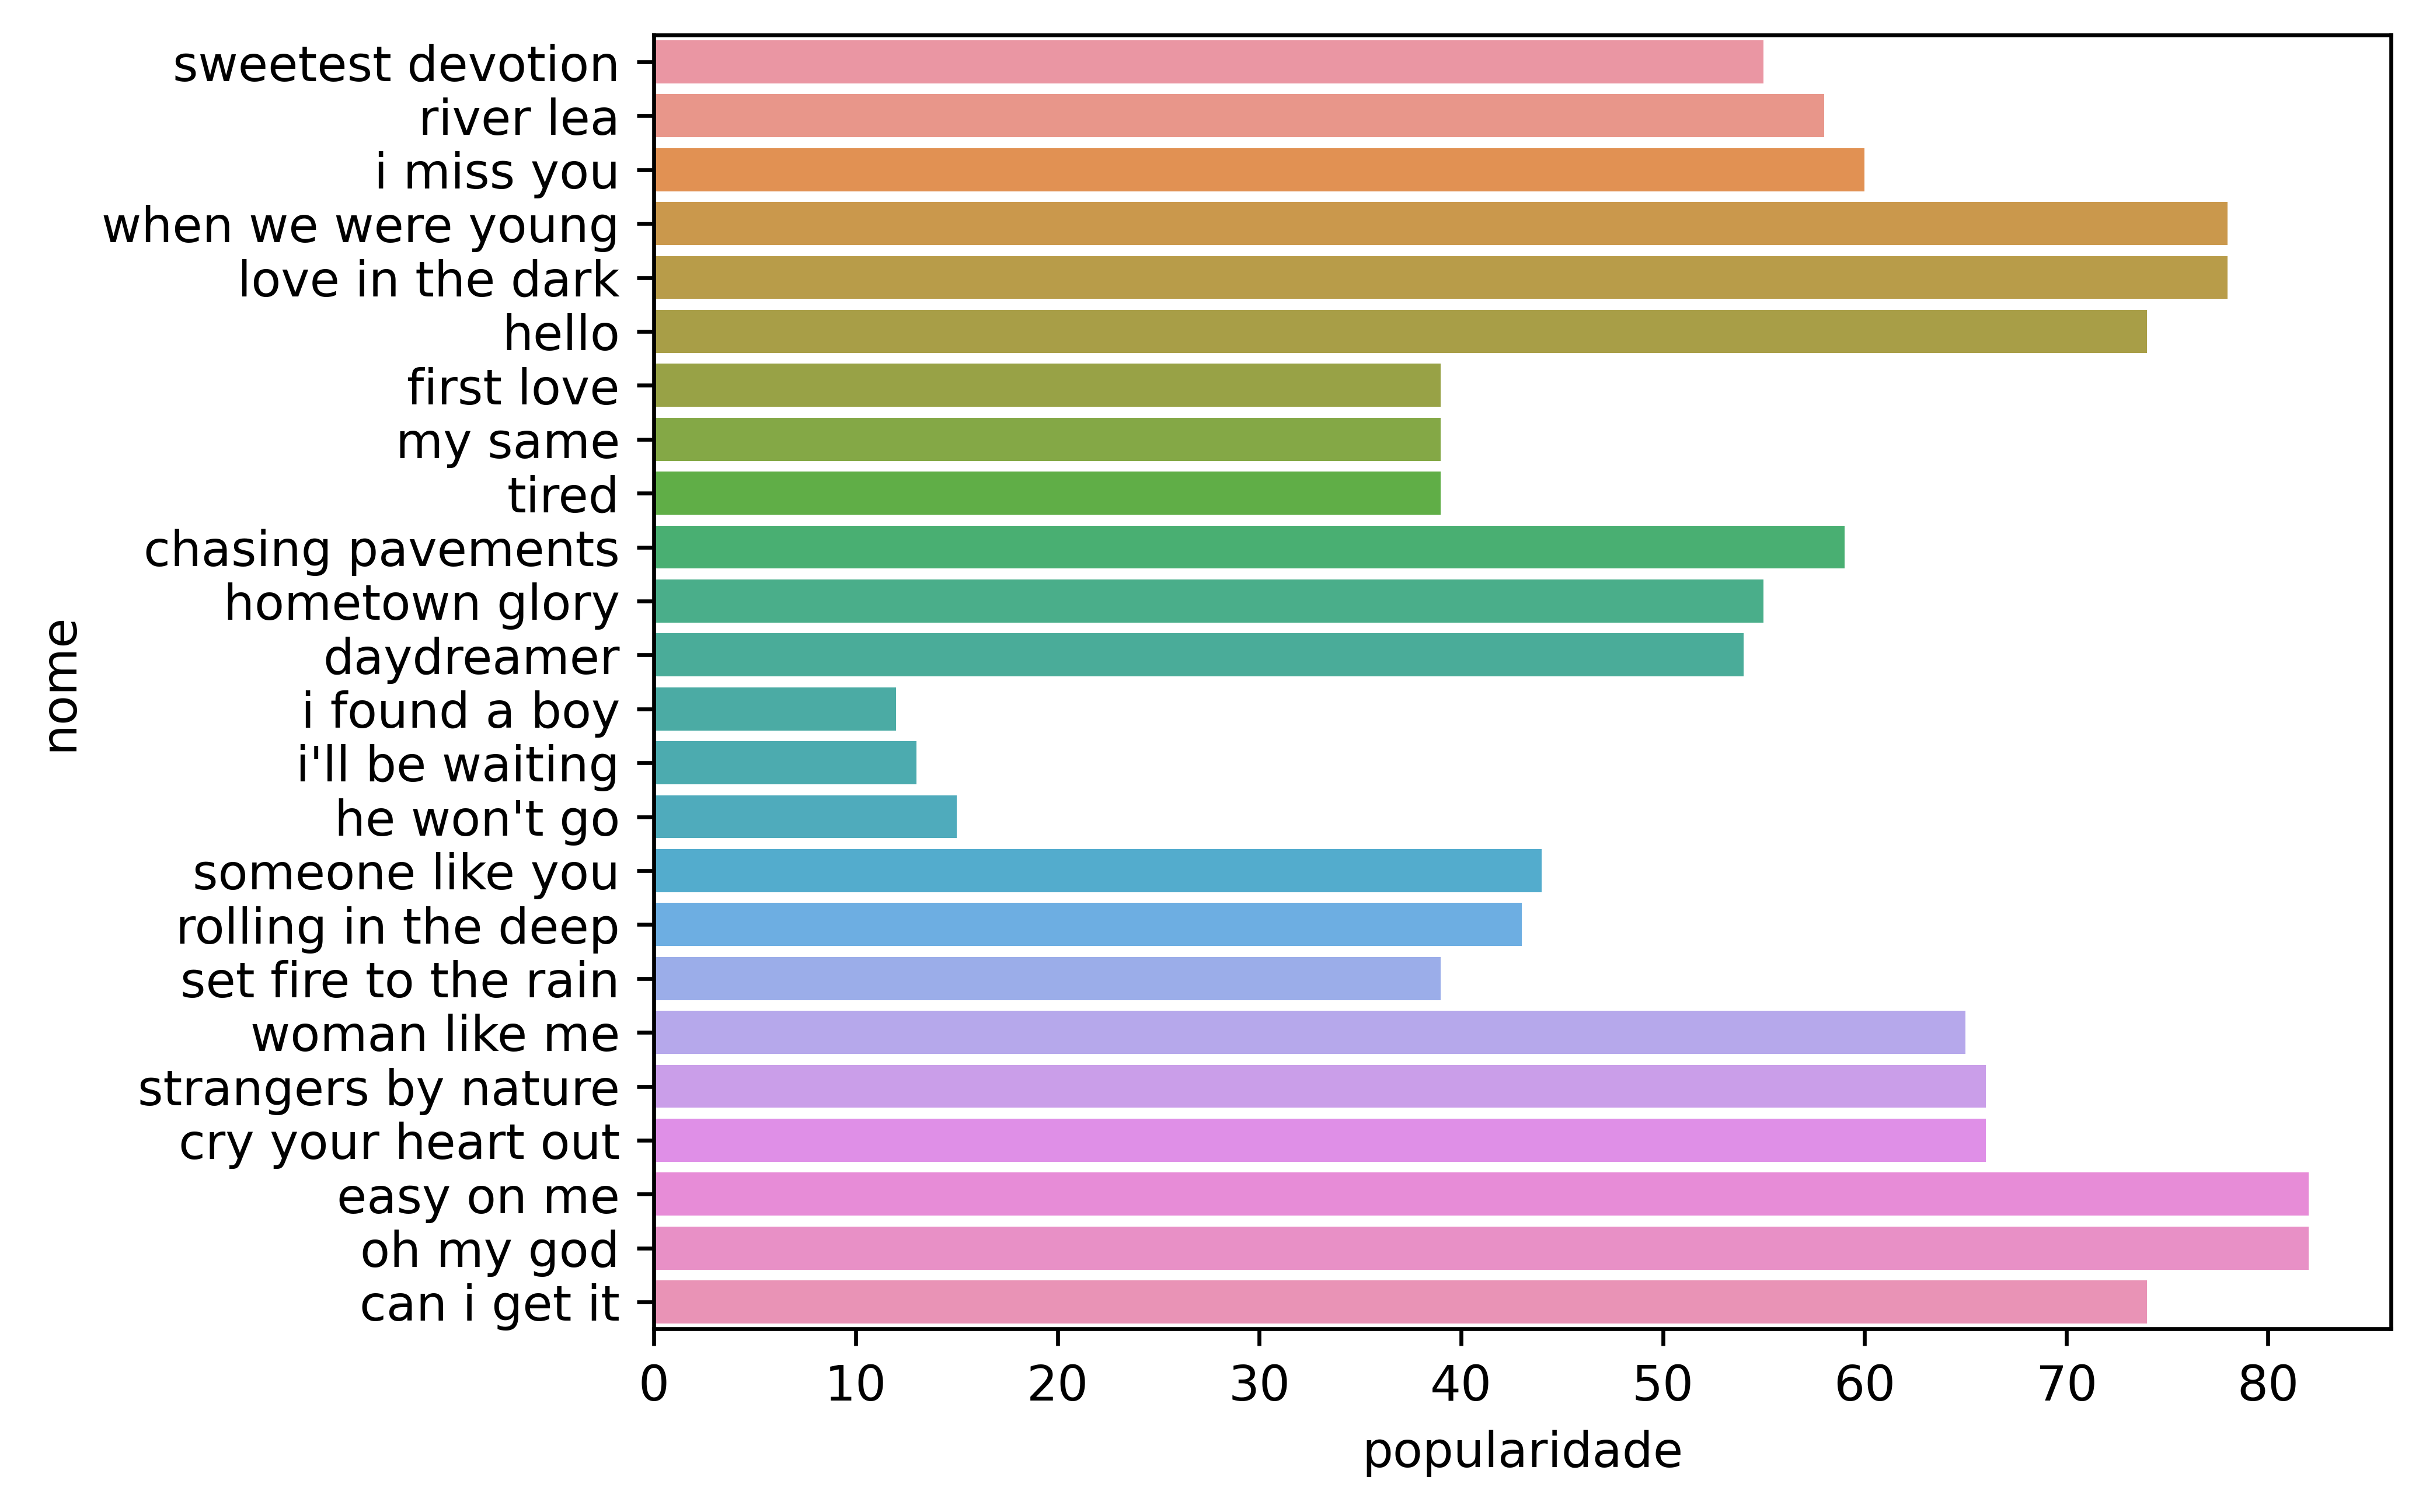 sweetest devotion
river lea
i miss you
when we were young
love in the dark
hello
first love
my same
tired
chasing pavements
hometown glory
daydreamer
i found a boy
i'll be waiting
he won't go
someone like you
rolling in the deep
set fire to the rain
woman like me
strangers by nature
cry your heart out
easy on me
oh my god
can i get it
nome
0 10 20 30 40 50 60 70 80
popularidade